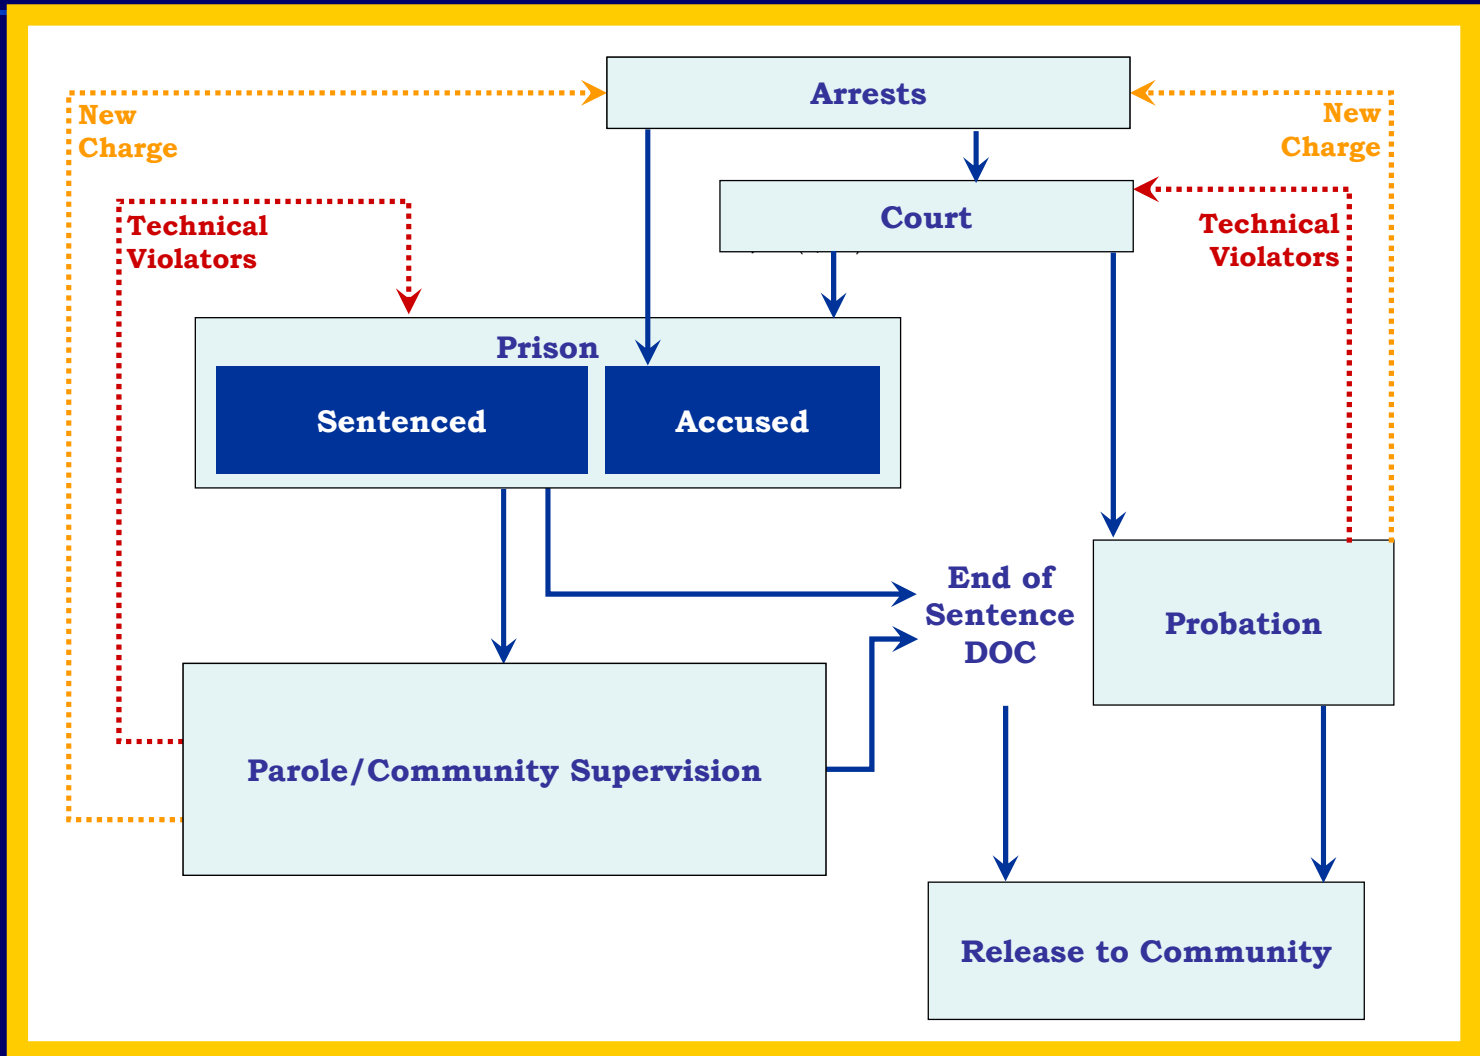 Arrests
New
Charge
New
Charge
Court
Technical
Violators
Technical
Violators
Prison
Sentenced
Accused
End of
Sentence
DOC
Probation
Parole/Community Supervision
Release to Community